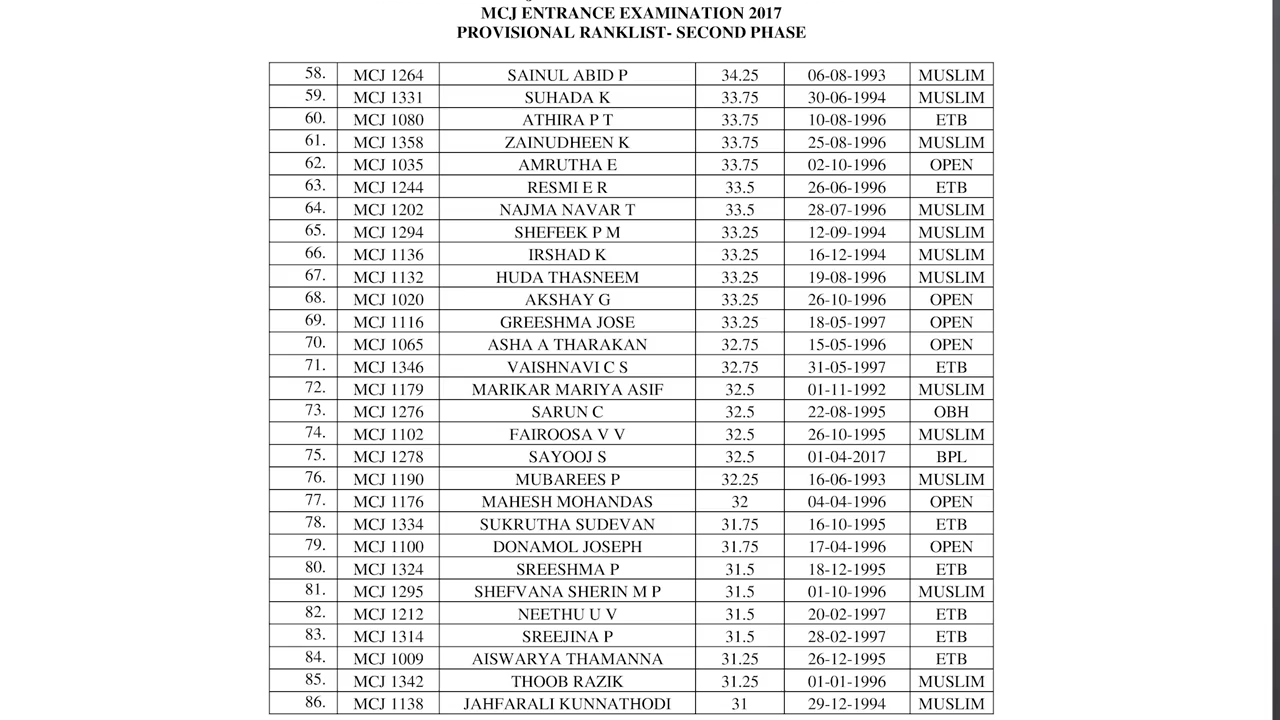 MCJ ENTRANCE EXAMINATION 2017
PROVISIONAL RANKLIST- SECOND PHASE
58. MCJ 1264 SAINUL ABID P 34.25 06-08-1993 MUSLIM
59. MCJ 1331 SUHADA K 33.75 30-06-1994 MUSLIM
60. MCJ 1080 ATHIRA P T 33.75 10-08-1996 ETB
61. MCJ 1358 ZAINUDHEEN K 33.75 25-08-1996 MUSLIM
62. MCJ 1035 AMRUTHA E 33.75 02-10-1996 OPEN
63. MCJ 1244 RESMI E R 33.5 26-06-1996 ETB
64. MCJ 1202 NAJMA NAVAR T 33.5 28-07-1996 MUSLIM
65. MCJ 1294 SHEFEEK P M 33.25 12-09-1994 MUSLIM
66. MCJ 1136 IRSHAD K 33.25 16-12-1994 MUSLIM
67. MCJ 1132 HUDA THASNEEM 33.25 19-08-1996 MUSLIM
68. MCJ 1020 AKSHAY G 33.25 26-10-1996 OPEN
69. MCJ 1116 GREESHMA JOSE 33.25 18-05-1997 OPEN
70. MCJ 1065 ASHA A THARAKAN 32.75 15-05-1996 OPEN
71. MCJ 1346 VAISHNAVI C S 32.75 31-05-1997 ETB
72. MCJ 1179 MARIKAR MARIYA ASIF 32.5 01-11-1992 MUSLIM
73. MCJ 1276 SARUN C 32.5 22-08-1995 OBH
74. MCJ 1102 FAIROOSA V V 32.5 26-10-1995 MUSLIM
75. MCJ 1278 SAYOOJ S 32.5 01-04-2017 BPL
76. MCJ 1190 MUBAREES P 32.25 16-06-1993 MUSLIM
77. MCJ 1176 MAHESH MOHANDAS 32 04-04-1996 OPEN
78. MCJ 1334 SUKRUTHA SUDEVAN 31.75 16-10-1995 ETB
79. MCJ 1100 DONAMOL JOSEPH 31.75 17-04-1996 OPEN
80. MCJ 1324 SREESHMA P 31.5 18-12-1995 ETB
81. MCJ 1295 SHEFVANA SHERIN M P 31.5 01-10-1996 MUSLIM
82. MCJ 1212 NEETHU U V 31.5 20-02-1997 ETB
83. MCJ 1314 SREEJINA P 31.5 28-02-1997 ETB
84. MCJ 1009 AISWARYA THAMANNA 31.25 26-12-1995 ETB
85. MCJ 1342 THOOB RAZIK 31.25 01-01-1996 MUSLIM
86. MCJ 1138 JAHFARALI KUNNATHODI 31 29-12-1994 MUSLIM